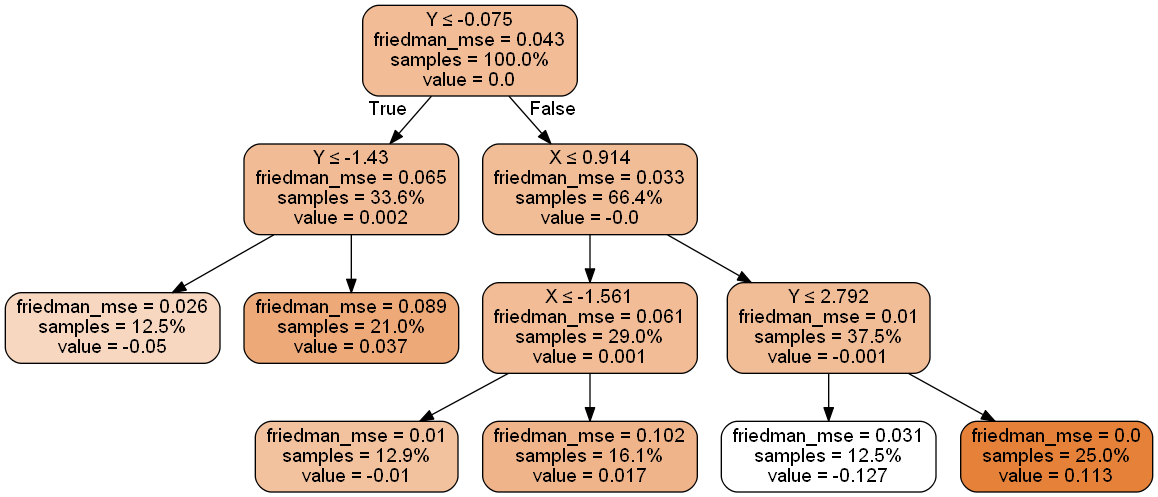 Y ≤ -0.075
friedman_mse = 0.043
samples = 100.0%
value = 0.0
True
False
Y ≤ -1.43
friedman_mse = 0.065
samples = 33.6%
value = 0.002
X ≤ 0.914
friedman_mse = 0.033
samples = 66.4%
value = -0.0
friedman_mse = 0.026
samples = 12.5%
value = -0.05
friedman_mse = 0.089
samples = 21.0%
value = 0.037
X ≤ -1.561
friedman_mse = 0.061
samples = 29.0%
value = 0.001
Y ≤ 2.792
friedman_mse = 0.01
samples = 37.5%
value = -0.001
friedman_mse = 0.01
samples = 12.9%
value = -0.01
friedman_mse = 0.102
samples = 16.1%
value = 0.017
friedman_mse = 0.031
samples = 12.5%
value = -0.127
friedman_mse = 0.0
samples = 25.0%
value = 0.113